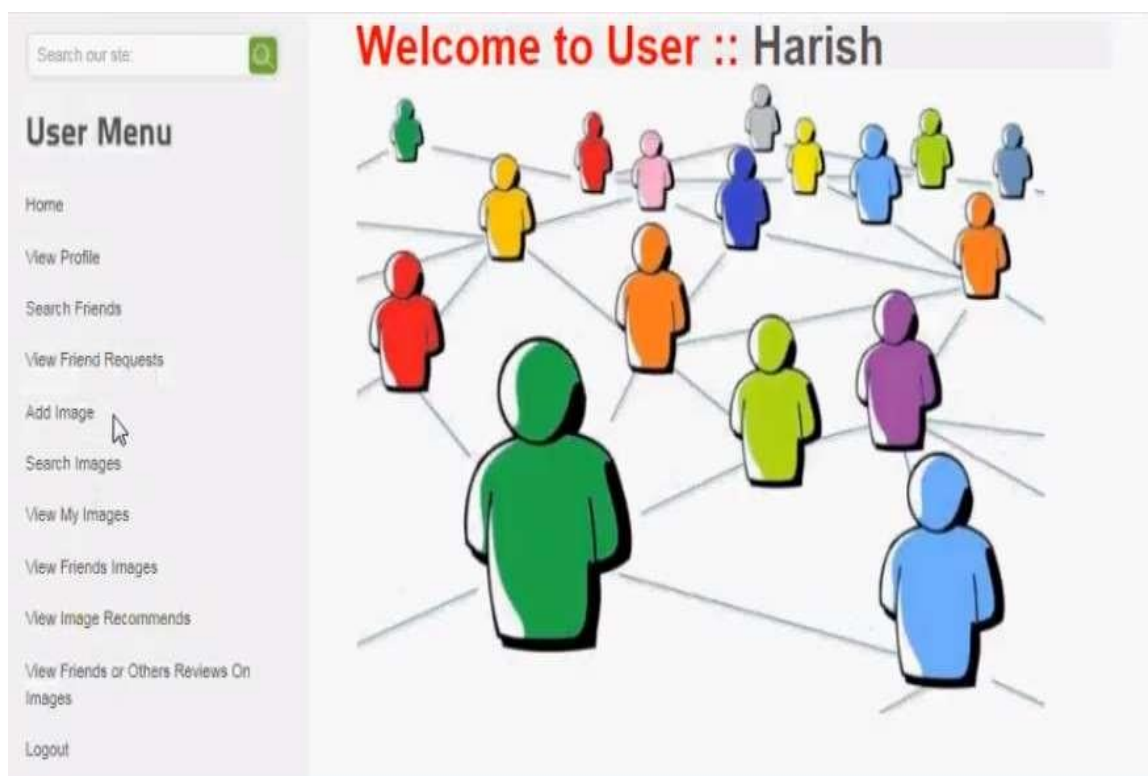 Search our site:
Welcome to User :: Harish
User Menu
Home
View Profile
Search Friends
View Friend Requests
Add Image
Search Images
View My Images
View Friends Images
View Image Recommends
View Friends or Others Reviews On
Images
Logout